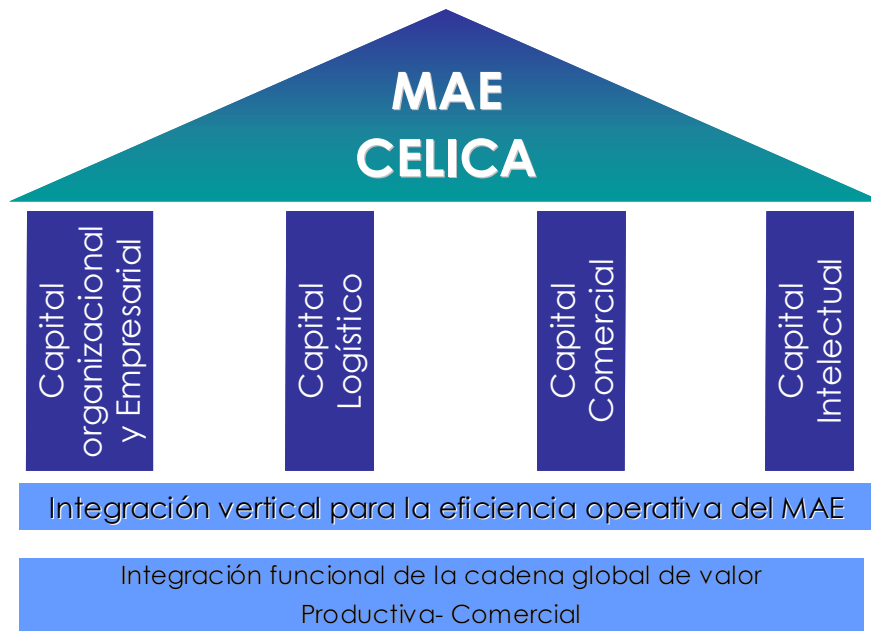 MAE
CELICA
Capital
organizacional
y Empresarial
Capital
Logístico
Capital
Comercial
Capital
Intelectual
Integración vertical para la eficiencia operativa del MAE
Integración funcional de la cadena global de valor
Productiva- Comercial